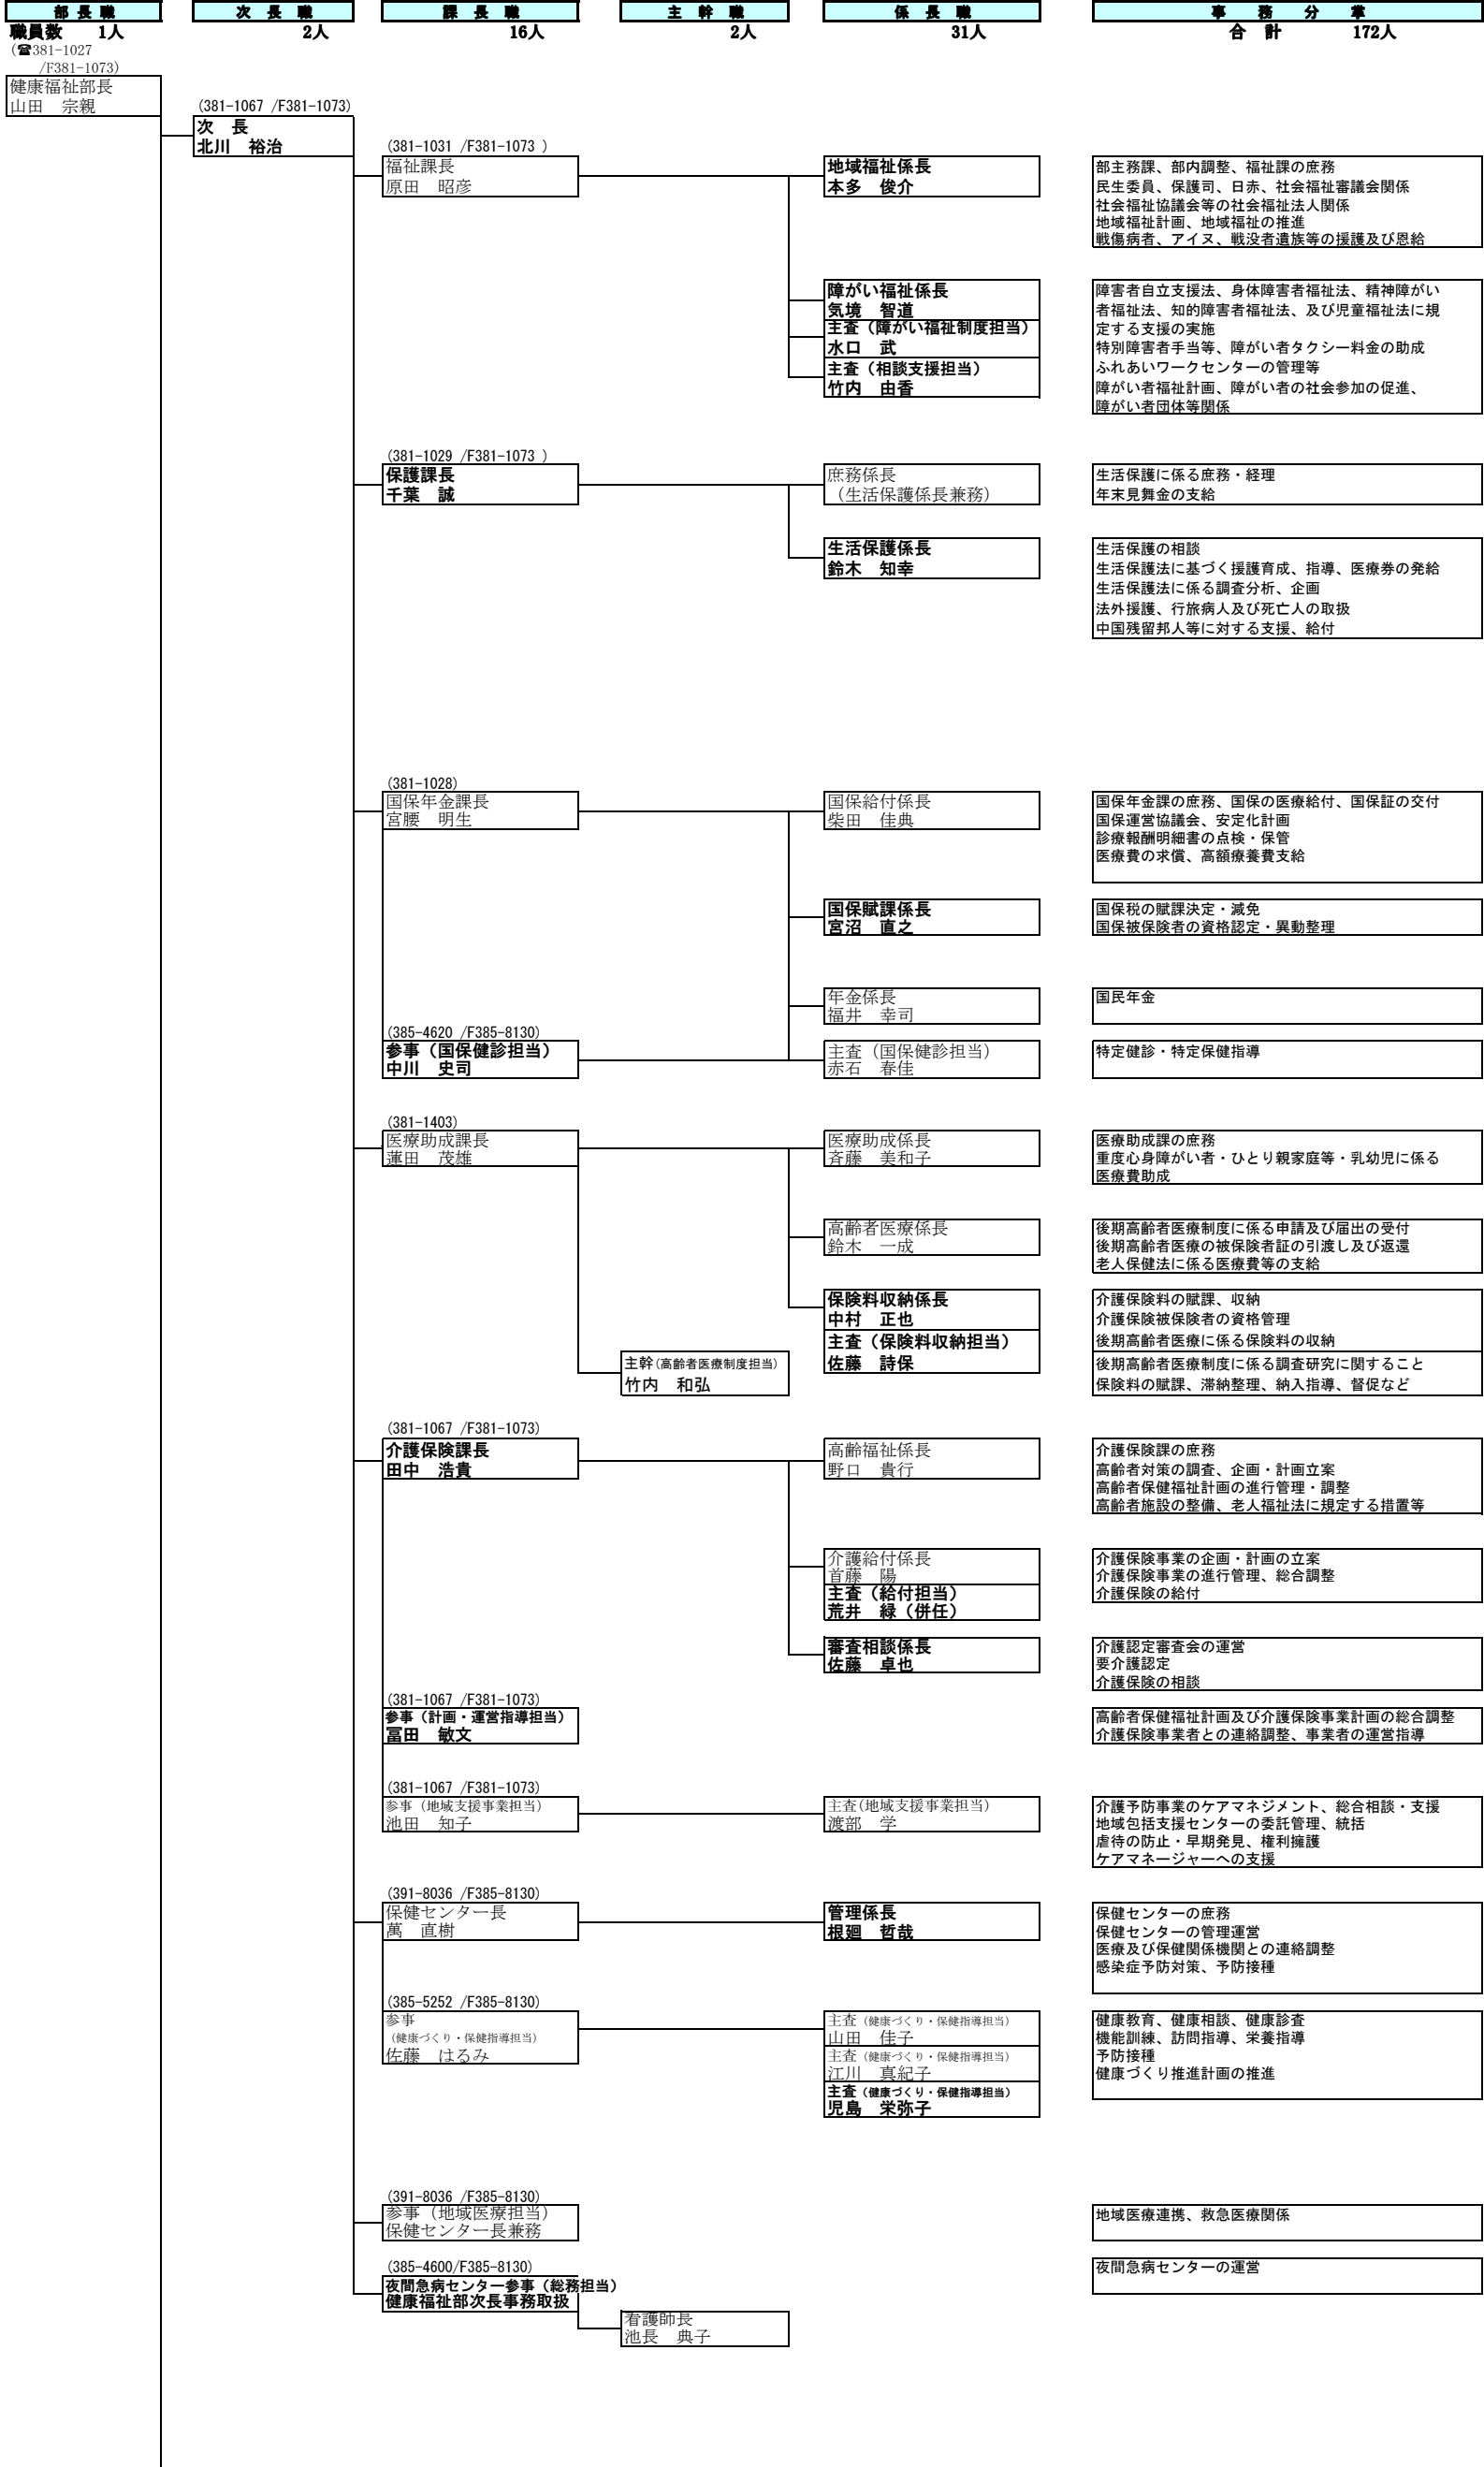 部長職　次長職　課長職　主幹職　係長職　事務分掌
職員数　1人　2人　16人　2人　31人　合計　172人
(☎381-1027
/F381-1073)
健康福祉部長
山田　宗親
(381-1067 /F381-1073)
次　長
北川　裕治
(381-1031 /F381-1073 )
福祉課長
原田　昭彦
地域福祉係長
本多　俊介
部主務課、部内調整、福祉課の庶務
民生委員、保護司、日赤、社会福祉審議会関係
社会福祉協議会等の社会福祉法人関係
地域福祉計画、地域福祉の推進
戦傷病者、アイヌ、戦没者遺族等の援護及び恩給
障がい福祉係長
気境　智道
主査（障がい福祉制度担当）
水口　武
主査（相談支援担当）
竹内　由香
障害者自立支援法、身体障害者福祉法、精神障がい
者福祉法、知的障害者福祉法、及び児童福祉法に規
定する支援の実施
特別障害者手当等、障がい者タクシー料金の助成
ふれあいワークセンターの管理等
障がい者福祉計画、障がい者の社会参加の促進、
障がい者団体等関係
(381-1029 /F381-1073 )
保護課長
千葉　誠
庶務係長
（生活保護係長兼務）
生活保護に係る庶務・経理
年末見舞金の支給
生活保護係長
鈴木　知幸
生活保護の相談
生活保護法に基づく援護育成、指導、医療券の発給
生活保護法に係る調査分析、企画
法外援護、行旅病人及び死亡人の取扱
中国残留邦人等に対する支援、給付
(381-1028)
国保年金課長
宮腰　明生
国保給付係長
柴田　佳典
国保年金課の庶務、国保の医療給付、国保証の交付
国保運営協議会、安定化計画
診療報酬明細書の点検・保管
医療費の求償、高額療養費支給
国保賦課係長
宮沼　直之
国保税の賦課決定・減免
国保被保険者の資格認定・異動整理
年金係長
福井　幸司
国民年金
(385-4620 /F385-8130)
参事（国保健診担当）
中川　史司
主査（国保健診担当）
赤石　春佳
特定健診・特定保健指導
(381-1403)
医療助成課長
蓮田　茂雄
医療助成係長
斉藤　美和子
医療助成課の庶務
重度心身障がい者・ひとり親家庭等・乳幼児に係る
医療費助成
高齢者医療係長
鈴木　一成
後期高齢者医療制度に係る申請及び届出の受付
後期高齢者医療の被保険者証の引渡し及び返還
老人保健法に係る医療費等の支給
保険料収納係長
中村　正也
主査（保険料収納担当）
佐藤　詩保
介護保険料の賦課、収納
介護保険被保険者の資格管理
後期高齢者医療に係る保険料の収納
主幹(高齢者医療制度担当)
竹内　和弘
後期高齢者医療制度に係る調査研究に関すること
保険料の賦課、滞納整理、納入指導、督促など
(381-1067 /F381-1073)
介護保険課長
田中　浩貴
高齢福祉係長
野口　貴行
介護保険課の庶務
高齢者対策の調査、企画・計画立案
高齢者保健福祉計画の進行管理・調整
高齢者施設の整備、老人福祉法に規定する措置等
介護給付係長
首藤　陽
主査（給付担当）
荒井　緑（併任）
介護保険事業の企画・計画の立案
介護保険事業の進行管理、総合調整
介護保険の給付
審査相談係長
佐藤　卓也
介護認定審査会の運営
要介護認定
介護保険の相談
(381-1067 /F381-1073)
参事（計画・運営指導担当）
冨田　敏文
高齢者保健福祉計画及び介護保険事業計画の総合調整
介護保険事業者との連絡調整、事業者の運営指導
(381-1067 /F381-1073)
参事（地域支援事業担当）
池田　知子
主査(地域支援事業担当)
渡部　学
介護予防事業のケアマネジメント、総合相談・支援
地域包括支援センターの委託管理、統括
虐待の防止・早期発見、権利擁護
ケアマネージャーへの支援
(391-8036 /F385-8130)
保健センター長
萬　直樹
管理係長
根廻　哲哉
保健センターの庶務
保健センターの管理運営
医療及び保健関係機関との連絡調整
感染症予防対策、予防接種
(385-5252 /F385-8130)
参事
（健康づくり・保健指導担当）
佐藤　はるみ
主査（健康づくり・保健指導担当）
山田　佳子
主査（健康づくり・保健指導担当）
江川　真紀子
主査（健康づくり・保健指導担当）
児島　栄弥子
健康教育、健康相談、健康診査
機能訓練、訪問指導、栄養指導
予防接種
健康づくり推進計画の推進
(391-8036 /F385-8130)
参事（地域医療担当）
保健センター長兼務
地域医療連携、救急医療関係
(385-4600/F385-8130)
夜間急病センター参事（総務担当）
健康福祉部次長事務取扱
夜間急病センターの運営
看護師長
池長　典子